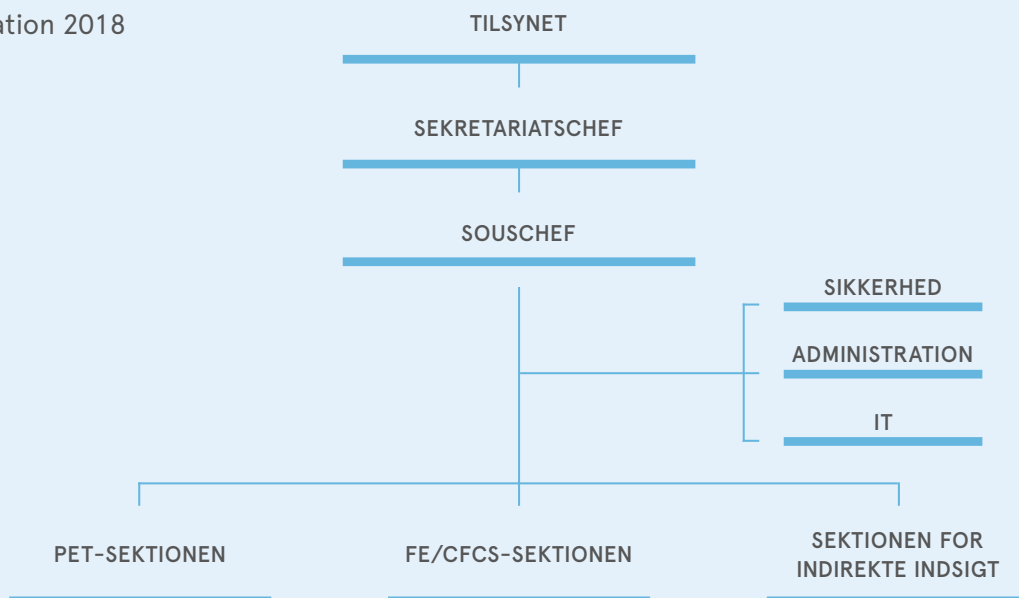 ation 2018
TILSYNET
SEKRETARIATSCHEF
SOUSCHEF
SIKKERHED
ADMINISTRATION
IT
PET-SEKTIONEN
FE/CFCS-SEKTIONEN
SEKTIONEN FOR
INDIREKTE INDSIGT